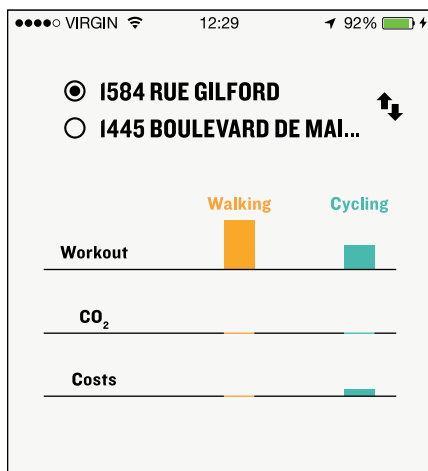 VIRGIN 12:29 92%
1584 RUE GILFORD
1445 BOULEVARD DE MAI...
Walking Cycling
Workout
CO₂
Costs